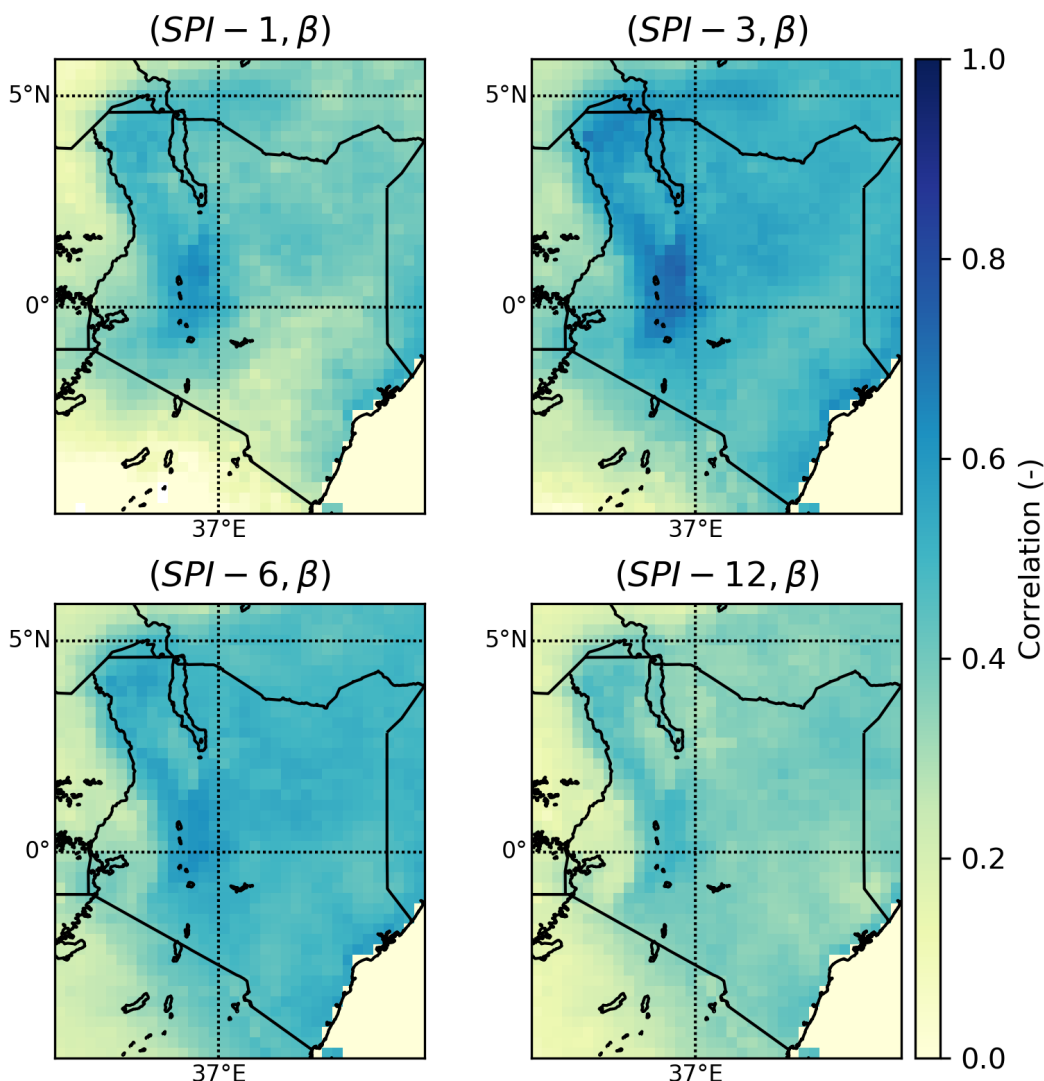 (SPI − 1, β)
(SPI − 3, β)
5°N
0°
37°E
5°N
0°
37°E
(SPI − 6, β)
(SPI − 12, β)
5°N
0°
37°E
5°N
0°
37°E
1.0
0.8
0.6
0.4
0.2
0.0
Correlation (-)